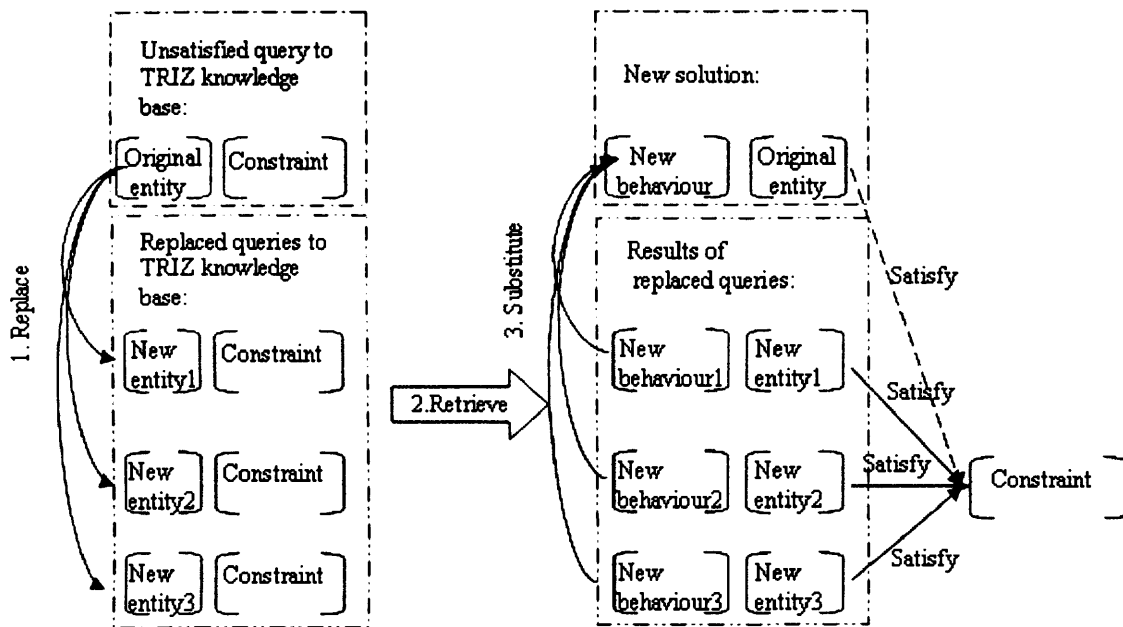 Unsatisfied query to
TRIZ knowledge
base:
Original
entity
Constraint
1. Replace
Replaced queries to
TRIZ knowledge
base:
New
entity1
Constraint
New
entity2
Constraint
New
entity3
Constraint
2.Retrieve
New solution:
New
behaviour
Original
entity
3. Substitute
Results of
replaced queries:
New
behaviour1
New
entity1
New
behaviour2
New
entity2
New
behaviour3
New
entity3
Satisfy
Satisfy
Satisfy
Satisfy
Constraint